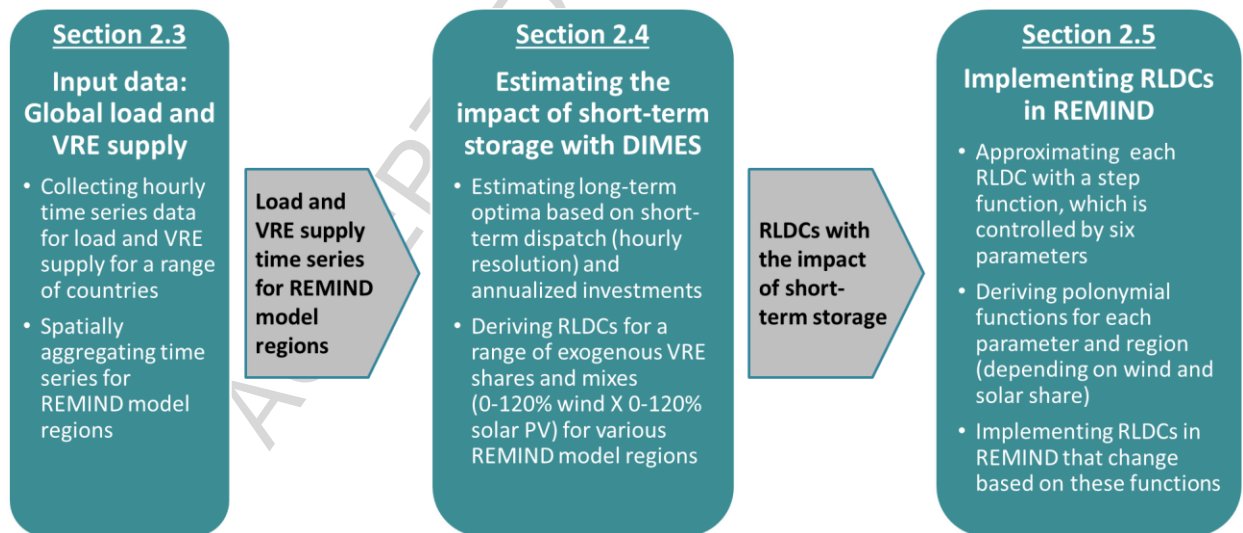 Section 2.3
Input data:
Global load and
VRE supply
• Collecting hourly
time series data
for load and VRE
supply for a range
of countries
• Spatially
aggregating time
series for
REMIND model
regions
Load and
VRE supply
time series
for REMIND
model
regions
Section 2.4
Estimating the
impact of short-term
storage with DIMES
• Estimating long-term
optima based on short-
term dispatch (hourly
resolution) and
annualized investments
• Deriving RLDCs for a
range of exogenous VRE
shares and mixes
(0-120% wind X 0-120%
solar PV) for various
REMIND model regions
RLDCs with
the impact
of short-
term storage
Section 2.5
Implementing RLDCs
in REMIND
• Approximating each
RLDC with a step
function, which is
controlled by six
parameters
• Deriving polonymial
functions for each
parameter and region
(depending on wind and
solar share)
• Implementing RLDCs in
REMIND that change
based on these functions